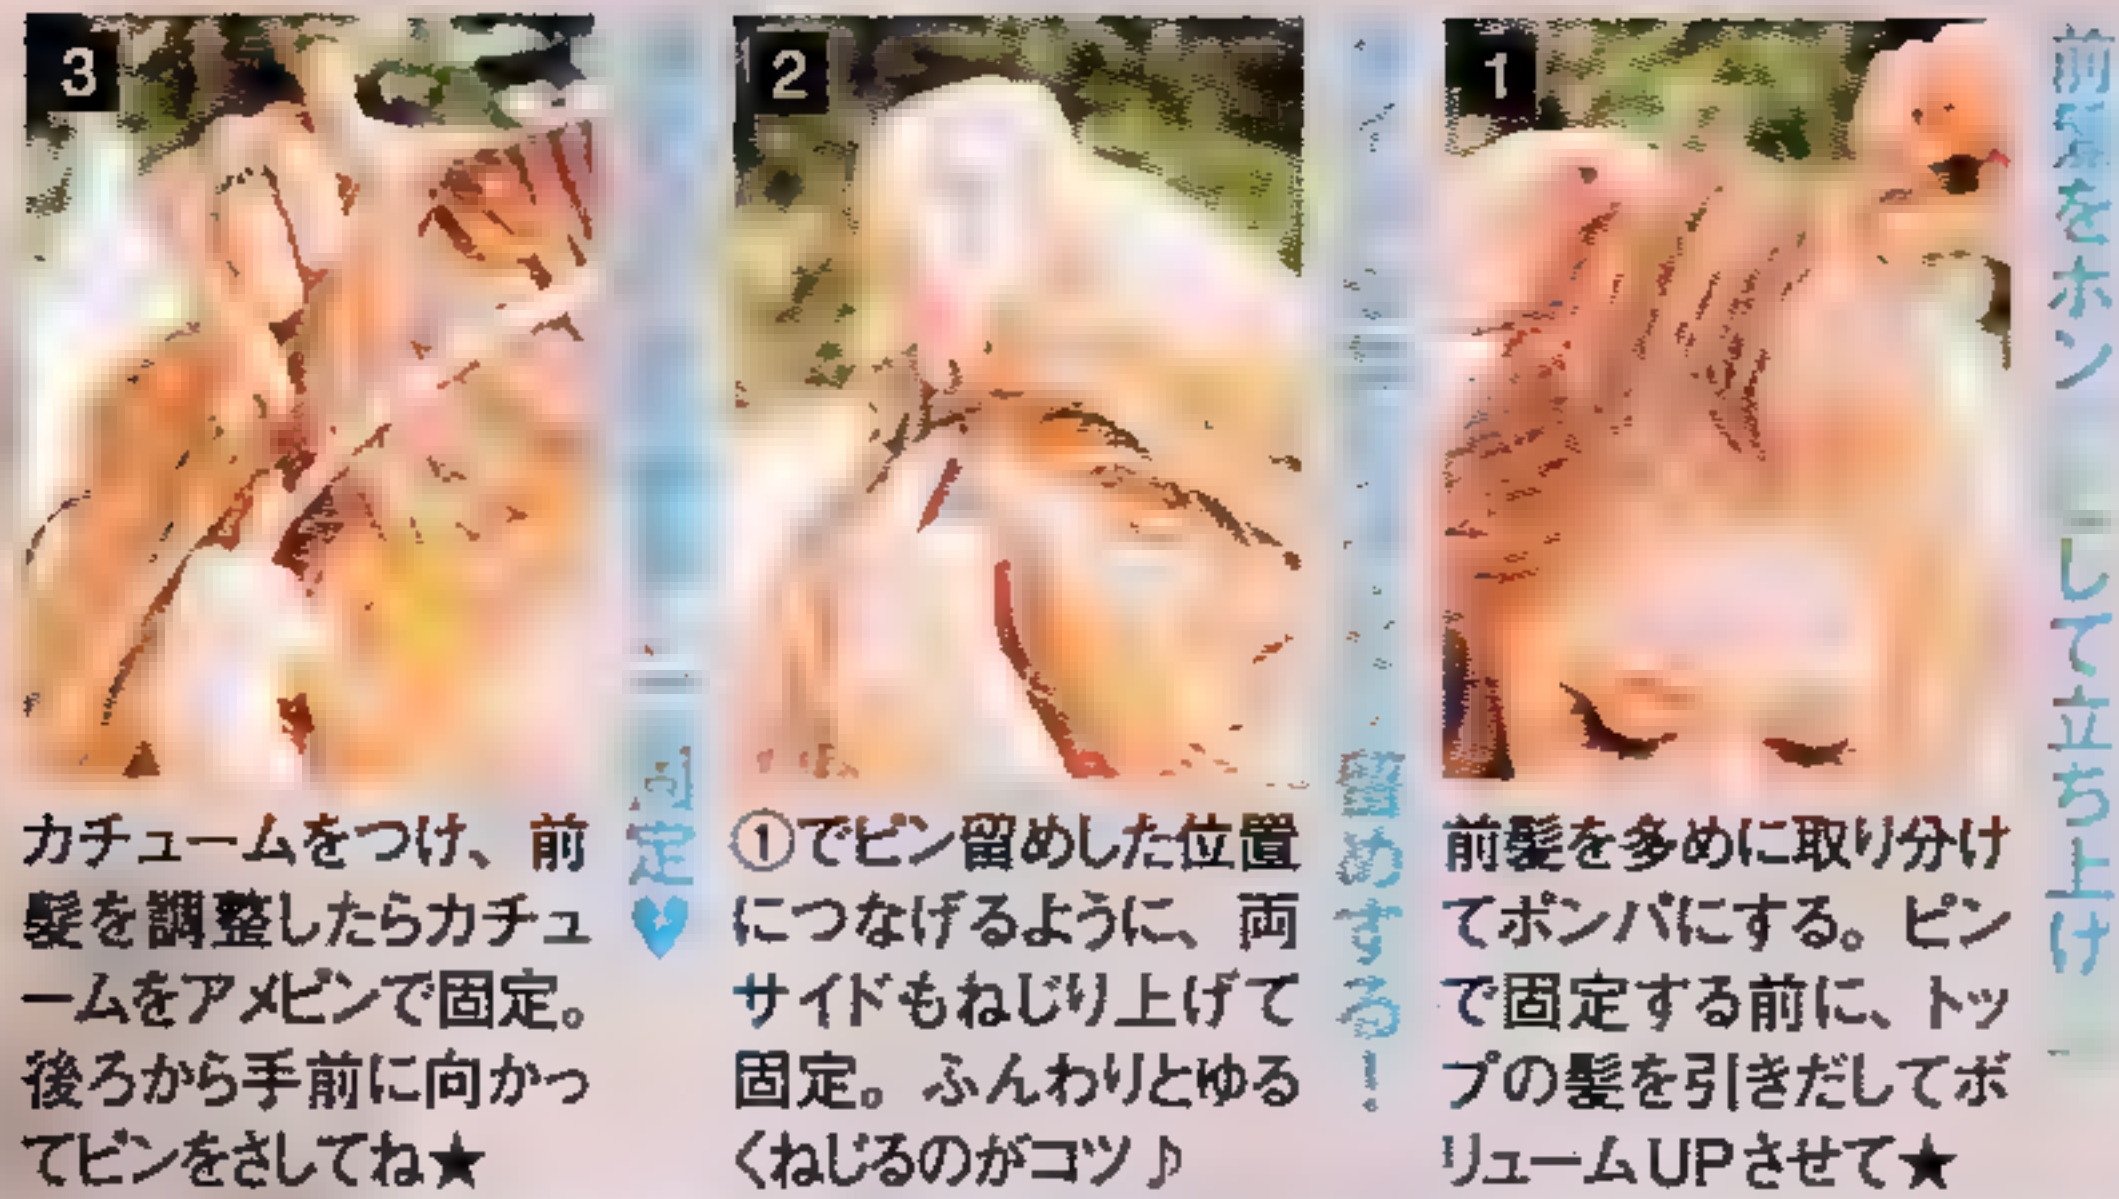 前髪をポン
して立ち上げ
1
前髪を多めに取り分け
てポンパにする。ピン
で固定する前に、トッ
プの髪を引きだしてボ
リュームUPさせて★
留めする!
2
①でピン留めした位置
につなげるように、両
サイドもねじり上げて
固定。ふんわりとゆる
くねじるのがコツ♪
定♥
3
カチュームをつけ、前
髪を調整したらカチュ
ームをアメピンで固定。
後ろから手前に向かっ
てピンをさしてね★